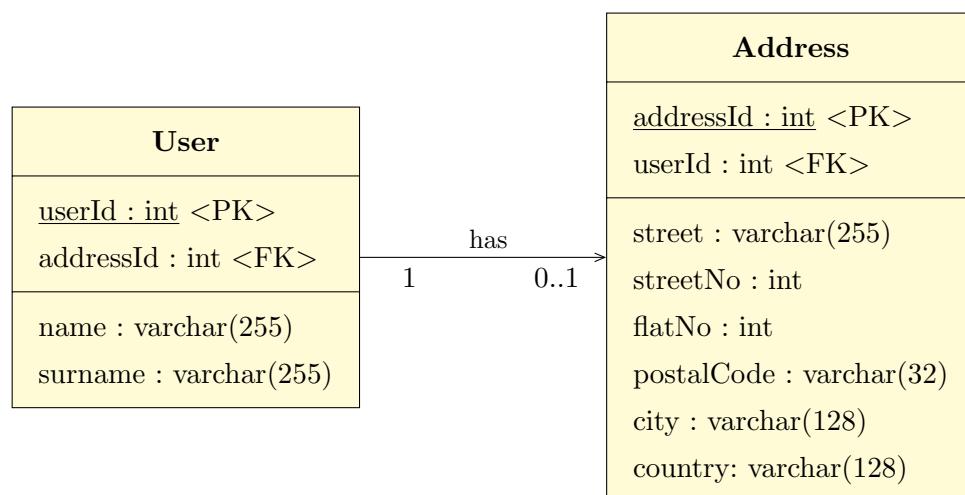 User
userId : int <PK>
addressId : int <FK>
name : varchar(255)
surname : varchar(255)
has
1
0..1
Address
addressId : int <PK>
userId : int <FK>
street : varchar(255)
streetNo : int
flatNo : int
postalCode : varchar(32)
city : varchar(128)
country: varchar(128)